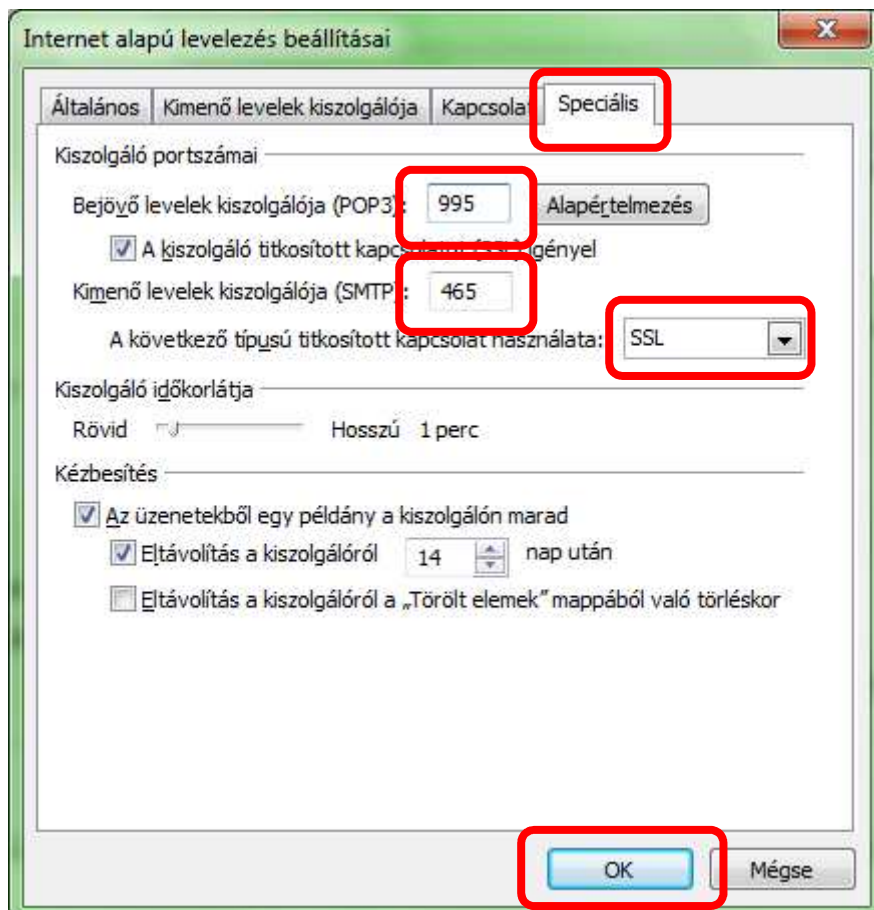 Internet alapú levelezés beállításai
Általános Kimenő levelek kiszolgálója Kapcsolat Speciális
Kiszolgáló portszámai
Bejövő levelek kiszolgálója (POP3): 995 Alapértelmezés
A kiszolgáló titkosított kapcsolatot (SSL) igényel
Kimenő levelek kiszolgálója (SMTP): 465
A következő típusú titkosított kapcsolat használata: SSL
Kiszolgáló időkorlátja
Rövid Hosszú 1 perc
Kézbesítés
Az üzenetekből egy példány a kiszolgálón marad
Eltávolítás a kiszolgálóról 14 nap után
Eltávolítás a kiszolgálóról a „Törölt elemek” mappából való törléskor
OK Mégse